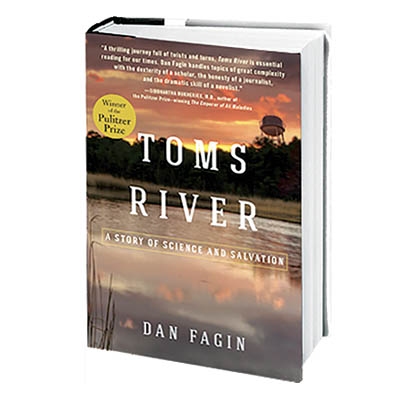 "A thrilling journey full of twists and turns, Toms River is essential
reading for our times. Dan Fagin handles topics of great complexity
with the dexterity of a scholar, the honesty of a journalist,
and the dramatic skill of a novelist."
—SIDDHARTHA MUKHERJEE, M.D., author of
the Pulitzer Prize–winning The Emperor of All Maladies
Winner
of the
Pulitzer
Prize
TOMS
RIVER
A STORY OF SCIENCE AND SALVATION
DAN FAGIN